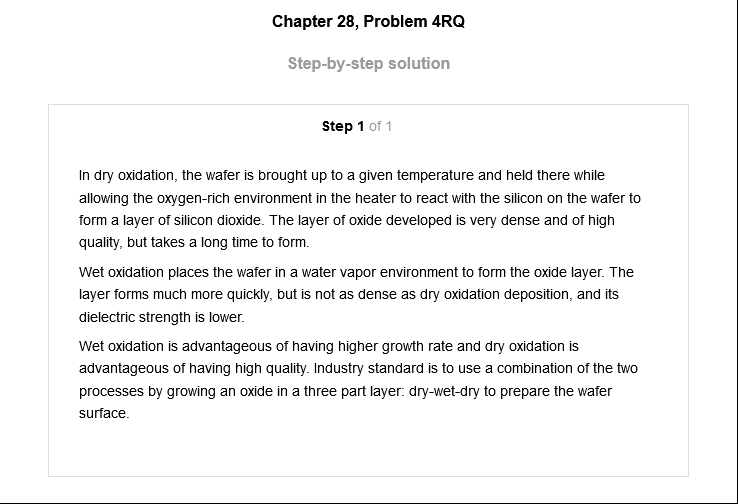 Chapter 28, Problem 4RQ
Step-by-step solution
Step 1 of 1
In dry oxidation, the wafer is brought up to a given temperature and held there while
allowing the oxygen-rich environment in the heater to react with the silicon on the wafer to
form a layer of silicon dioxide. The layer of oxide developed is very dense and of high
quality, but takes a long time to form.
Wet oxidation places the wafer in a water vapor environment to form the oxide layer. The
layer forms much more quickly, but is not as dense as dry oxidation deposition, and its
dielectric strength is lower.
Wet oxidation is advantageous of having higher growth rate and dry oxidation is
advantageous of having high quality. Industry standard is to use a combination of the two
processes by growing an oxide in a three part layer: dry-wet-dry to prepare the wafer
surface.